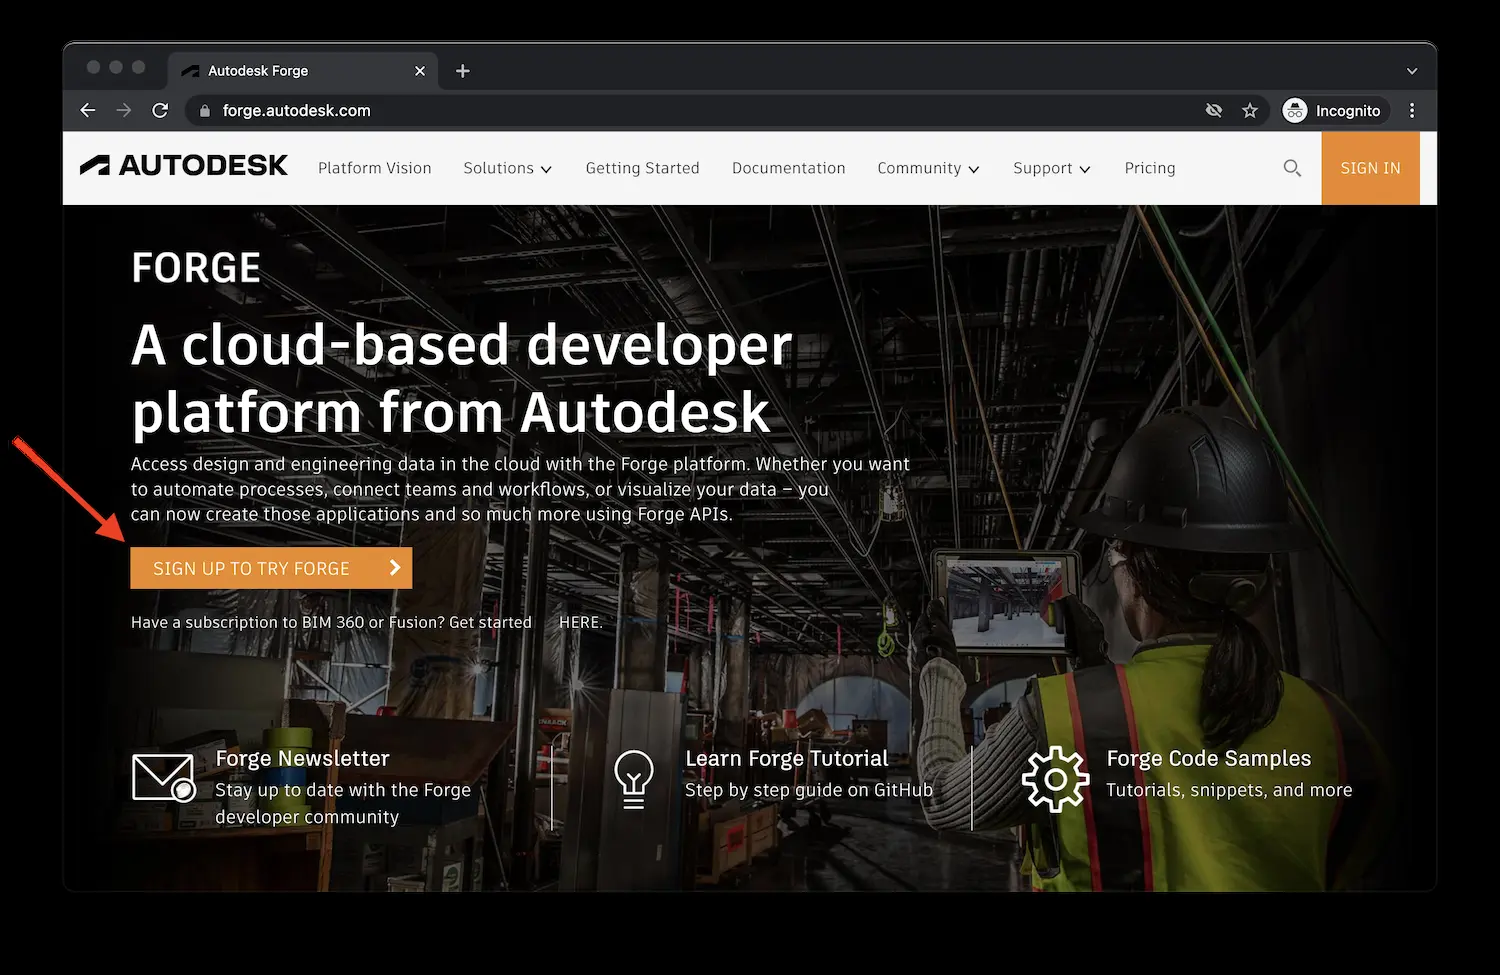 Autodesk Forge
forge.autodesk.com
Incognito
AUTODESK
Platform Vision
Solutions
Getting Started
Documentation
Community
Support
Pricing
SIGN IN
FORGE
A cloud-based developer
platform from Autodesk
Access design and engineering data in the cloud with the Forge platform. Whether you want
to automate processes, connect teams and workflows, or visualize your data – you
can now create those applications and so much more using Forge APIs.
SIGN UP TO TRY FORGE
Have a subscription to BIM 360 or Fusion? Get started HERE.
Forge Newsletter
Stay up to date with the Forge
developer community
Learn Forge Tutorial
Step by step guide on GitHub
Forge Code Samples
Tutorials, snippets, and more